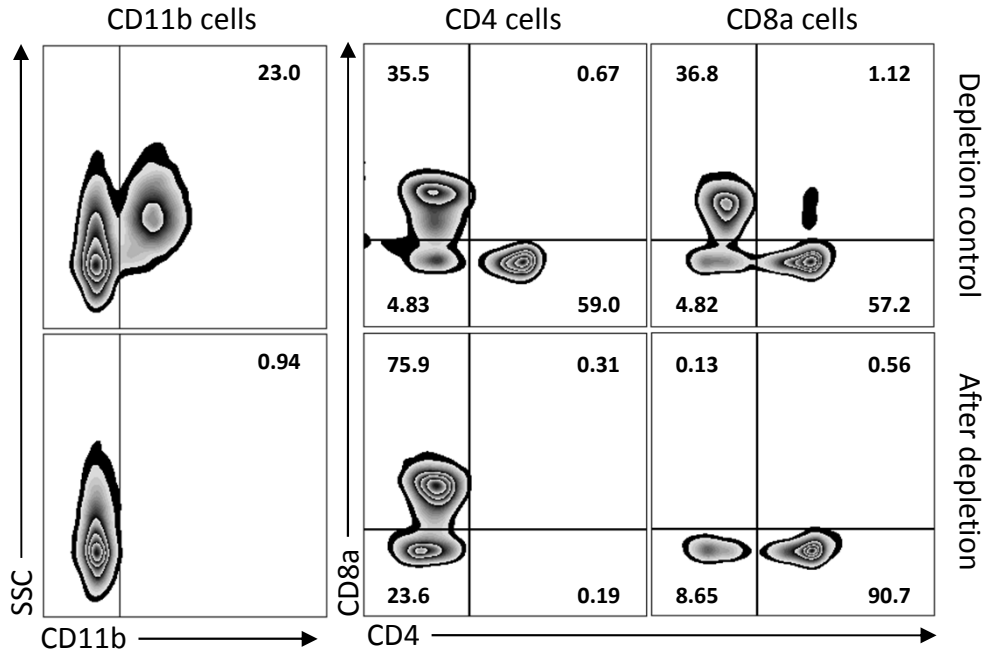 CD11b cells
CD4 cells
CD8a cells
23.0
35.5
0.67
36.8
1.12
4.83
59.0
4.82
57.2
Depletion control
0.94
75.9
0.31
0.13
0.56
23.6
0.19
8.65
90.7
After depletion
SSC
CD8a
CD11b
CD4